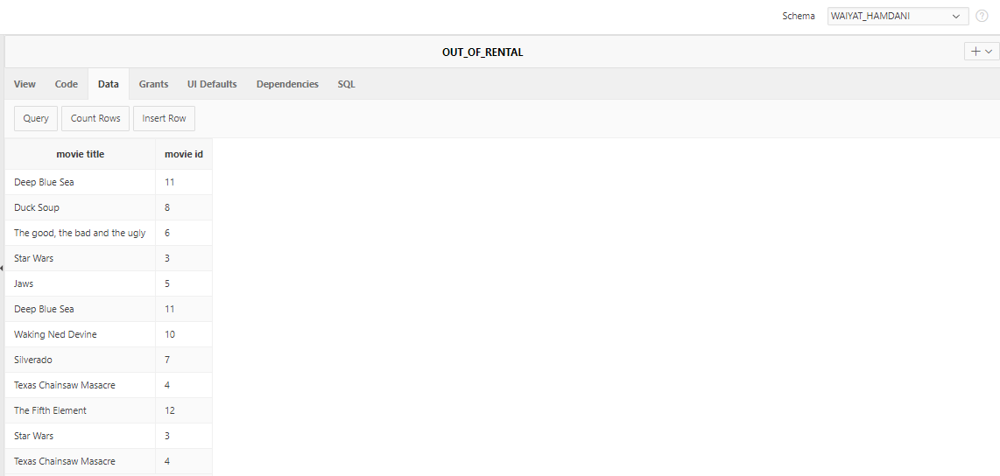 Schema WAIYAT_HAMDANI ?
OUT_OF_RENTAL
View Code Data Grants UI Defaults Dependencies SQL
Query Count Rows Insert Row
movie title movie id
Deep Blue Sea 11
Duck Soup 8
The good, the bad and the ugly 6
Star Wars 3
Jaws 5
Deep Blue Sea 11
Waking Ned Devine 10
Silverado 7
Texas Chainsaw Masacre 4
The Fifth Element 12
Star Wars 3
Texas Chainsaw Masacre 4